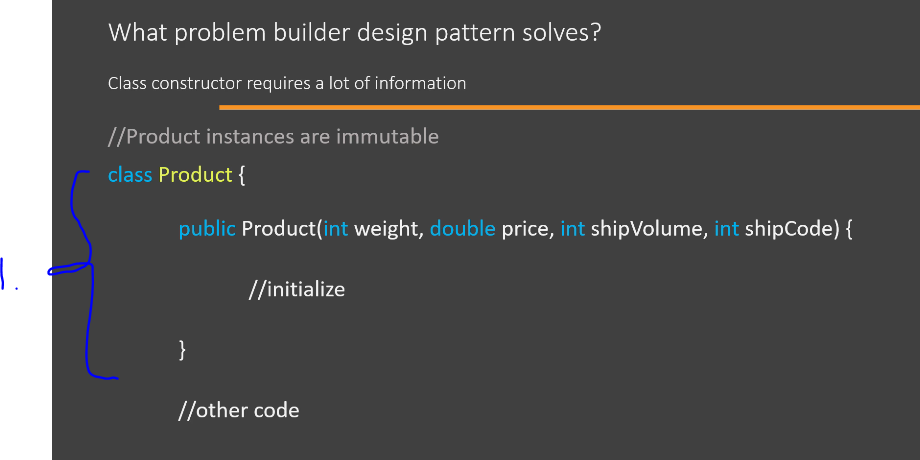 What problem builder design pattern solves?
Class constructor requires a lot of information
//Product instances are immutable
class Product {
public Product(int weight, double price, int shipVolume, int shipCode) {
1.
//initialize
}
//other code